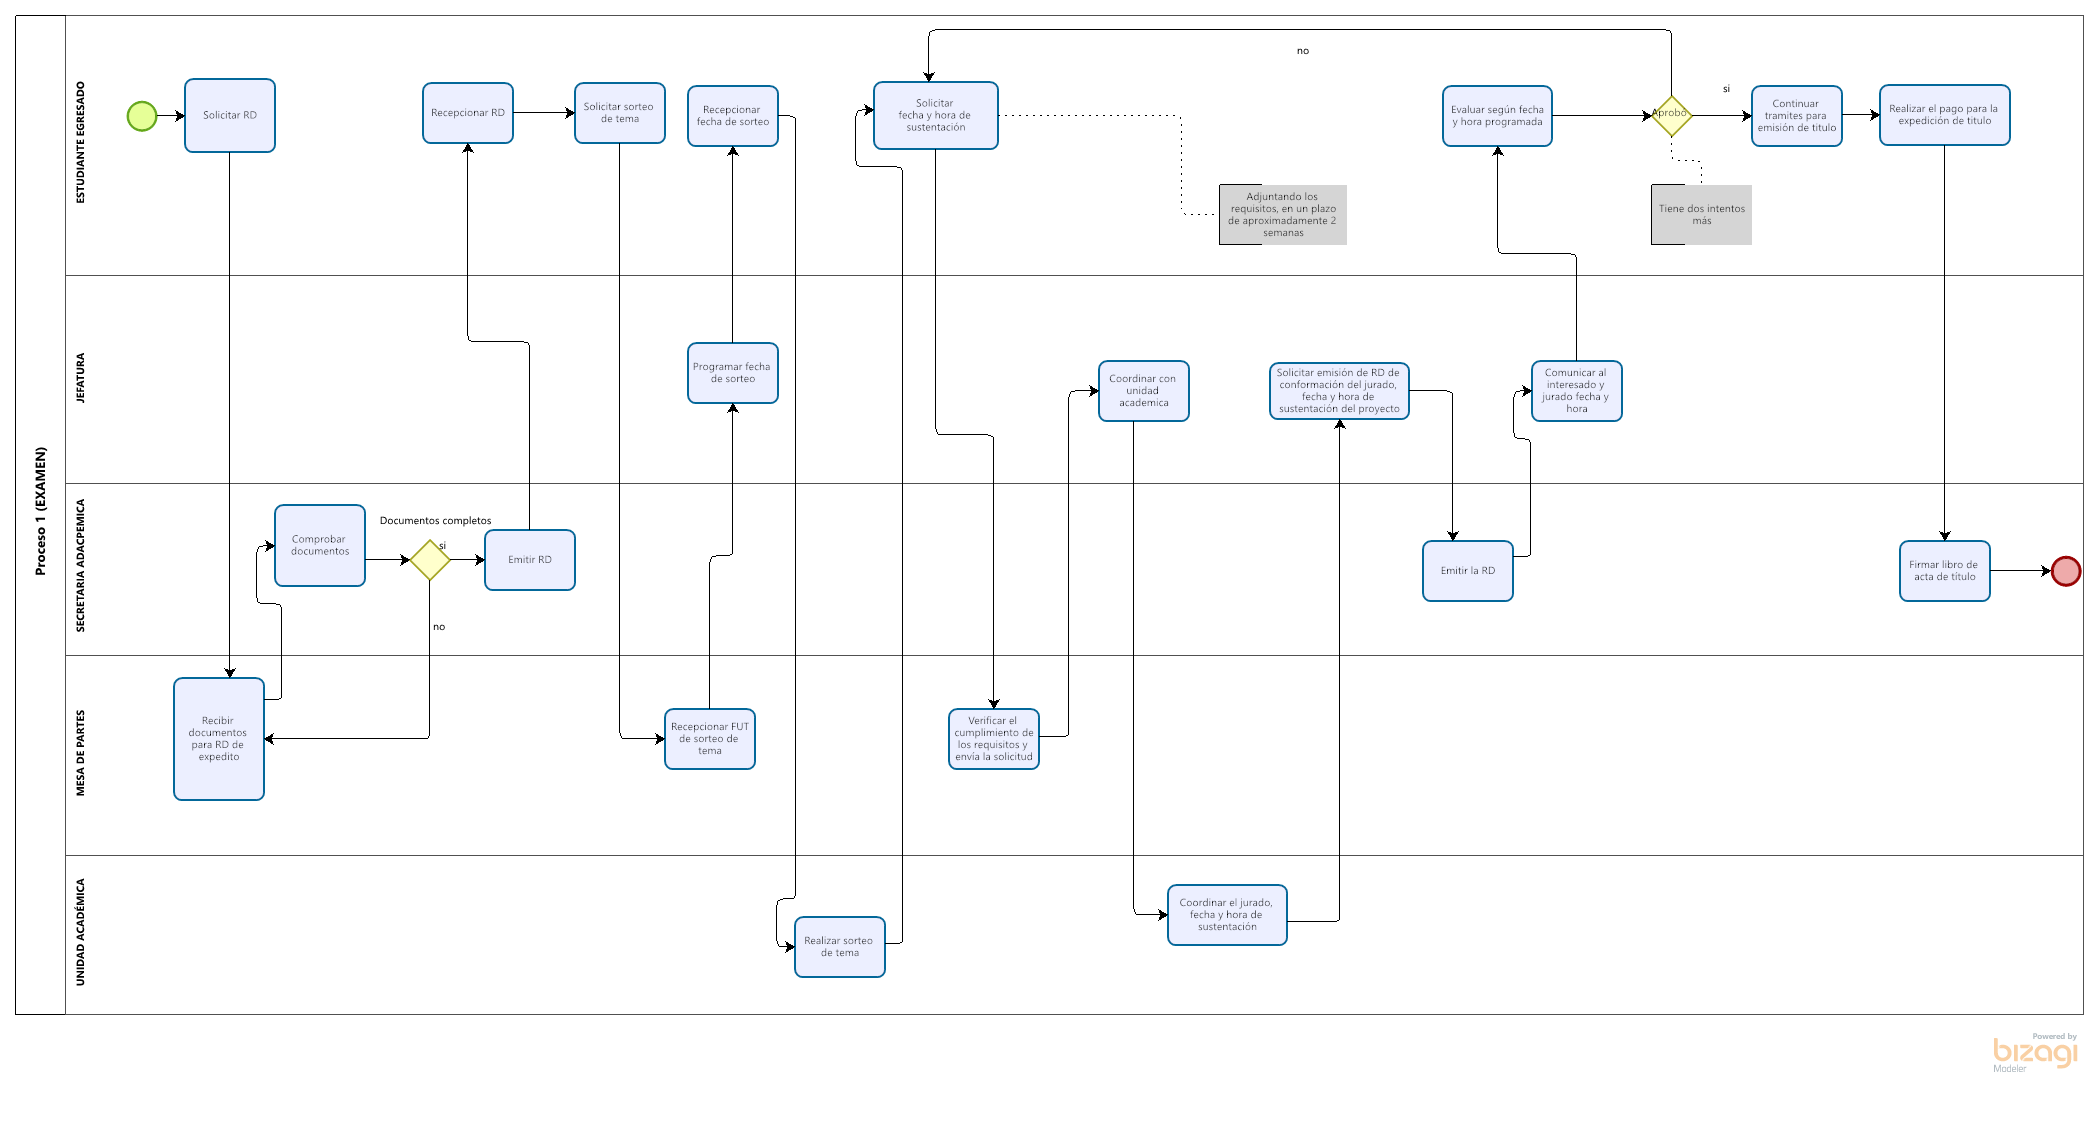 Proceso 1 (EXAMEN)
ESTUDIANTE EGRESADO
Solicitar RD
Recepcionar RD
Solicitar sorteo
de tema
Recepcionar
fecha de sorteo
Solicitar
fecha y hora de
sustentación
no
Adjuntando los
requisitos, en un plazo
de aproximadamente 2
semanas
Evaluar según fecha
y hora programada
Aprobó
si
Tiene dos intentos
más
Continuar
tramites para
emisión de titulo
Realizar el pago para la
expedición de titulo
JEFATURA
Programar fecha
de sorteo
Coordinar con
unidad
academica
Solicitar emisión de RD de
conformación del jurado,
fecha y hora de
sustentación del proyecto
Comunicar al
interesado y
jurado fecha y
hora
SECRETARIA ADACPEMICA
Comprobar
documentos
Documentos completos
si
no
Emitir RD
Emitir la RD
Firmar libro de
acta de título
MESA DE PARTES
Recibir
documentos
para RD de
expedito
Recepcionar FUT
de sorteo de
tema
Verificar el
cumplimiento de
los requisitos y
envía la solicitud
UNIDAD ACADÉMICA
Realizar sorteo
de tema
Coordinar el jurado,
fecha y hora de
sustentación
Powered by
bizagi
Modeler